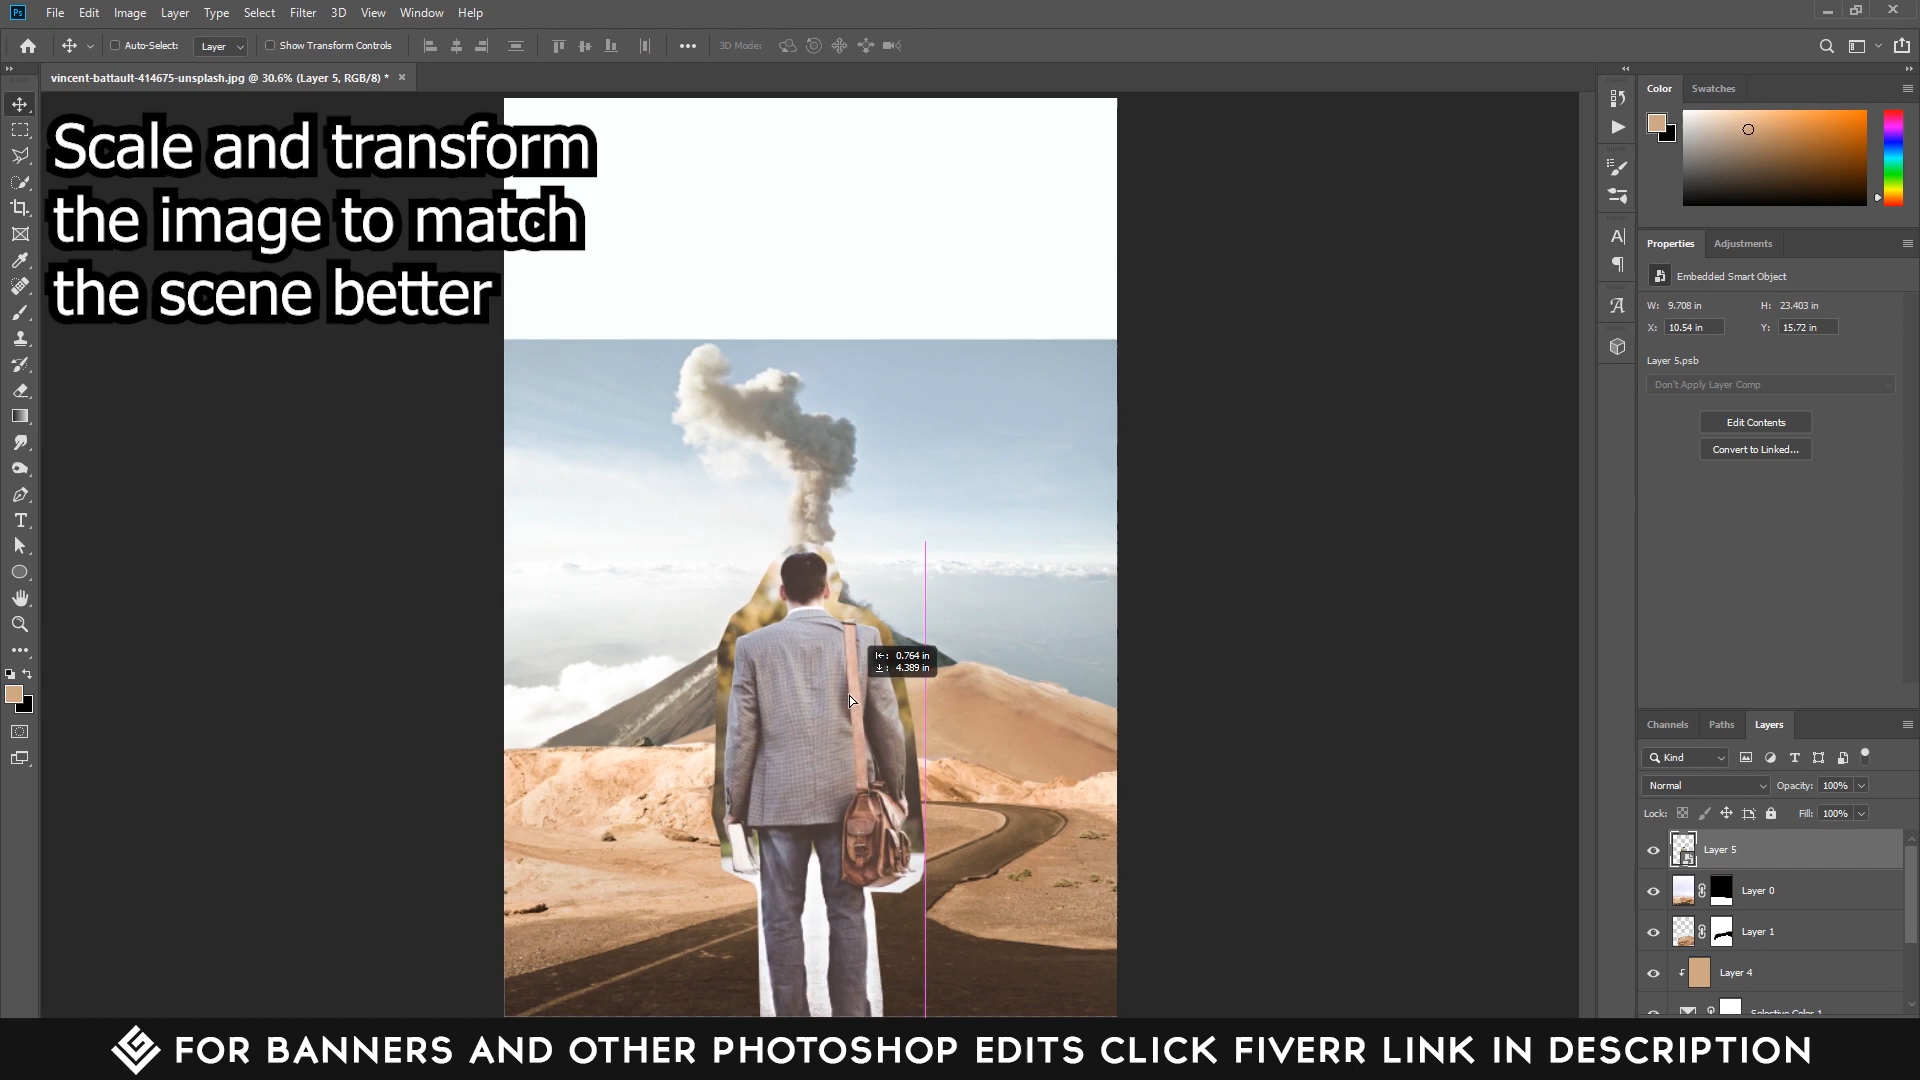 Ps File Edit Image Layer Type Select Filter 3D View Window Help
Auto-Select: Layer Show Transform Controls 3D Mode:
vincent-battault-414675-unsplash.jpg @ 30.6% (Layer 5, RGB/8) *
Scale and transform
the image to match
the scene better
0.764 in
4.389 in
Color Swatches
Properties Adjustments
Embedded Smart Object
W: 9.708 in H: 23.403 in
X: 10.54 in Y: 15.72 in
Layer 5.psb
Don't Apply Layer Comp
Edit Contents
Convert to Linked...
Channels Paths Layers
Kind
Normal Opacity: 100%
Lock: Fill: 100%
Layer 5
Layer 0
Layer 1
Layer 4
Selective Color 1
FOR BANNERS AND OTHER PHOTOSHOP EDITS CLICK FIVERR LINK IN DESCRIPTION